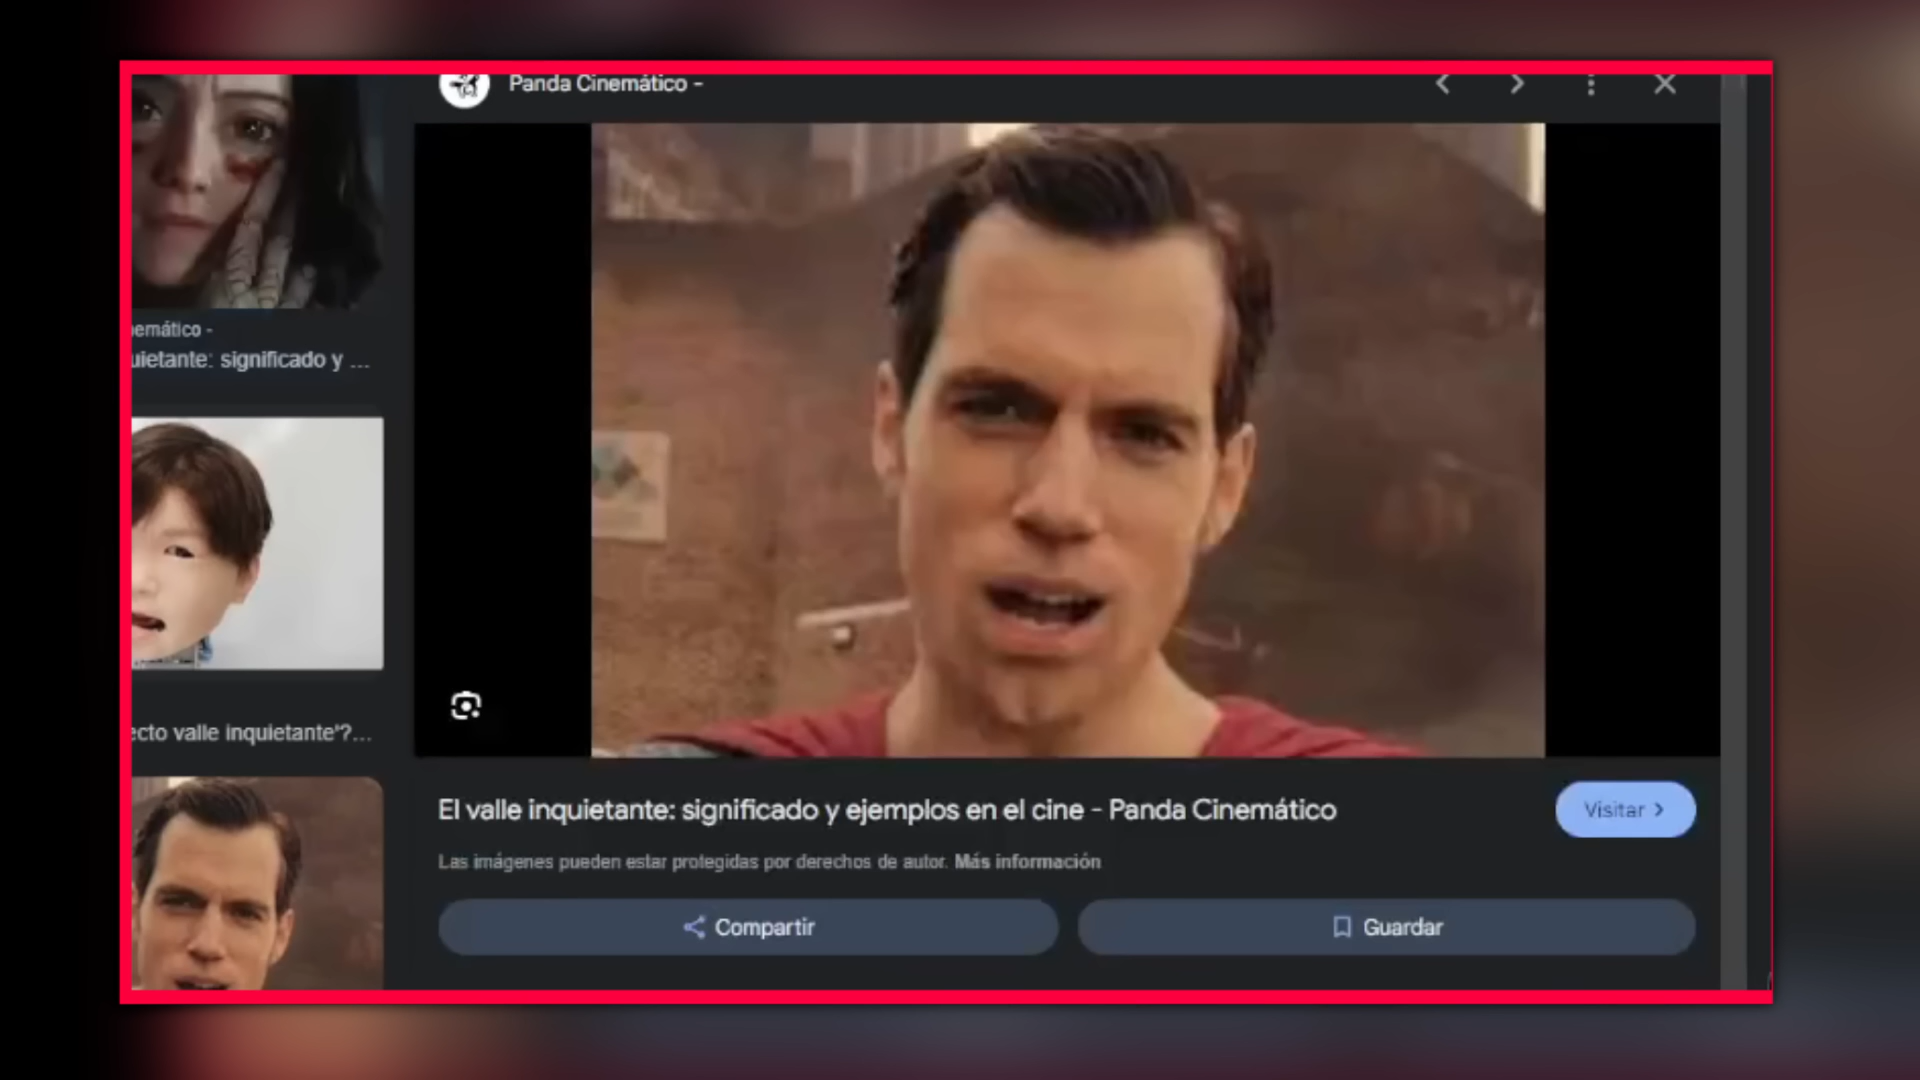 Panda Cinemático -
emático -
uietante: significado y ...
ecto valle inquietante'?...
El valle inquietante: significado y ejemplos en el cine - Panda Cinemático
Visitar
Las imágenes pueden estar protegidas por derechos de autor. Más información
Compartir
Guardar